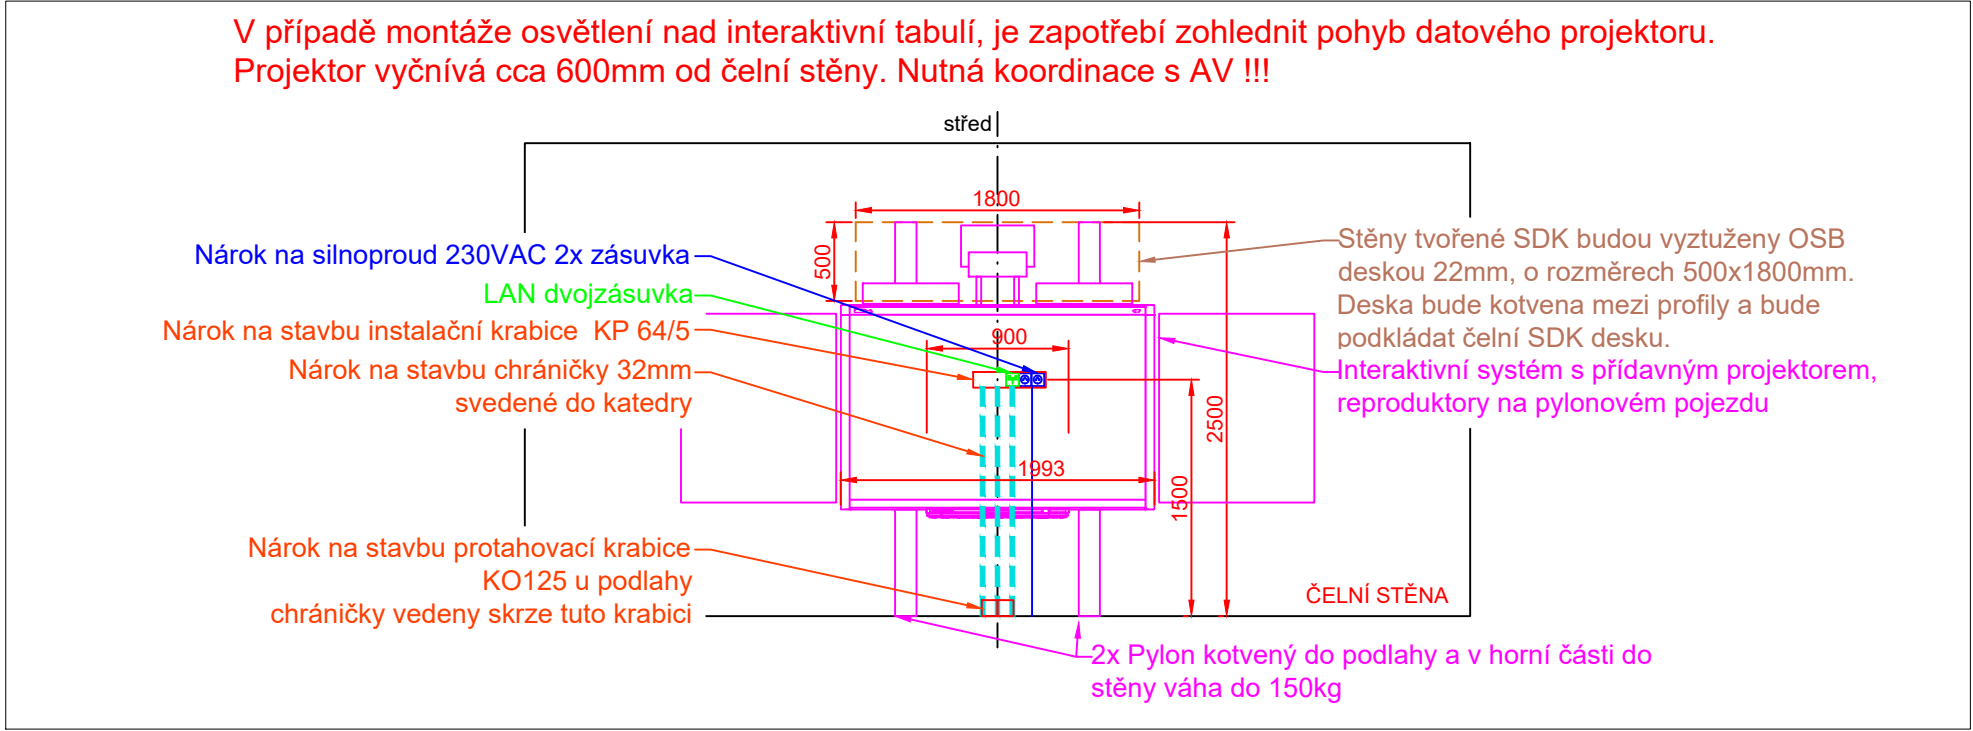 V případě montáže osvětlení nad interaktivní tabulí, je zapotřebí zohlednit pohyb datového projektoru.
Projektor vyčnívá cca 600mm od čelní stěny. Nutná koordinace s AV !!!
střed
1800
500
Nárok na silnoproud 230VAC 2x zásuvka
LAN dvojzásuvka
Nárok na stavbu instalační krabice KP 64/5
Nárok na stavbu chráničky 32mm
svedené do katedry
Nárok na stavbu protahovací krabice
KO125 u podlahy
chráničky vedeny skrze tuto krabici
900
1993
1500
2500
Stěny tvořené SDK budou vyztuženy OSB
deskou 22mm, o rozměrech 500x1800mm.
Deska bude kotvena mezi profily a bude
podkládat čelní SDK desku.
Interaktivní systém s přídavným projektorem,
reproduktory na pylonovém pojezdu
ČELNÍ STĚNA
2x Pylon kotvený do podlahy a v horní části do
stěny váha do 150kg